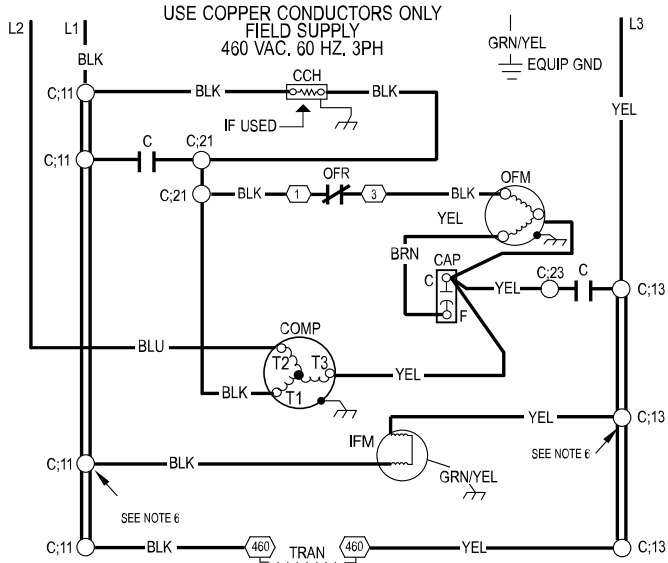 USE COPPER CONDUCTORS ONLY
FIELD SUPPLY
460 VAC, 60 HZ, 3PH
L2
L1
L3
BLK
GRN/YEL
EQUIP GND
CCH
C;11
BLK
BLK
IF USED
YEL
C;11
C
C;21
C;21
BLK
1
OFR
3
BLK
OFM
YEL
BRN
CAP
C
F
YEL
C;23
C
C;13
COMP
BLU
T2
T3
T1
YEL
BLK
IFM
YEL
C;13
SEE NOTE 6
C;11
BLK
GRN/YEL
SEE NOTE 6
C;11
BLK
460
TRAN
460
YEL
C;13